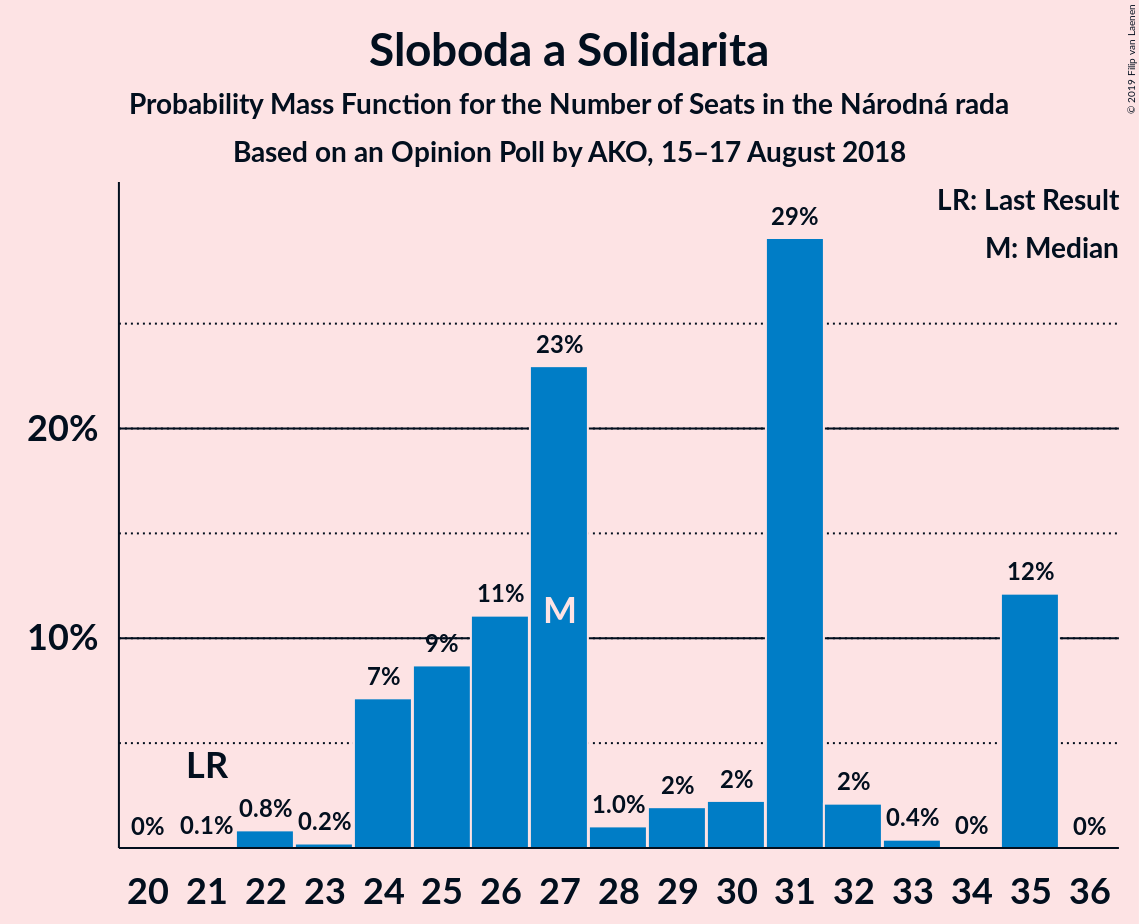 Sloboda a Solidarita
Probability Mass Function for the Number of Seats in the Národná rada
Based on an Opinion Poll by AKO, 15–17 August 2018
© 2019 Filip van Laenen
LR: Last Result
M: Median
20%
10%
0%
0.1%
0.8%
0.2%
7%
9%
11%
23%
1.0%
2%
2%
29%
2%
0.4%
0%
12%
0%
LR
M
20 21 22 23 24 25 26 27 28 29 30 31 32 33 34 35 36